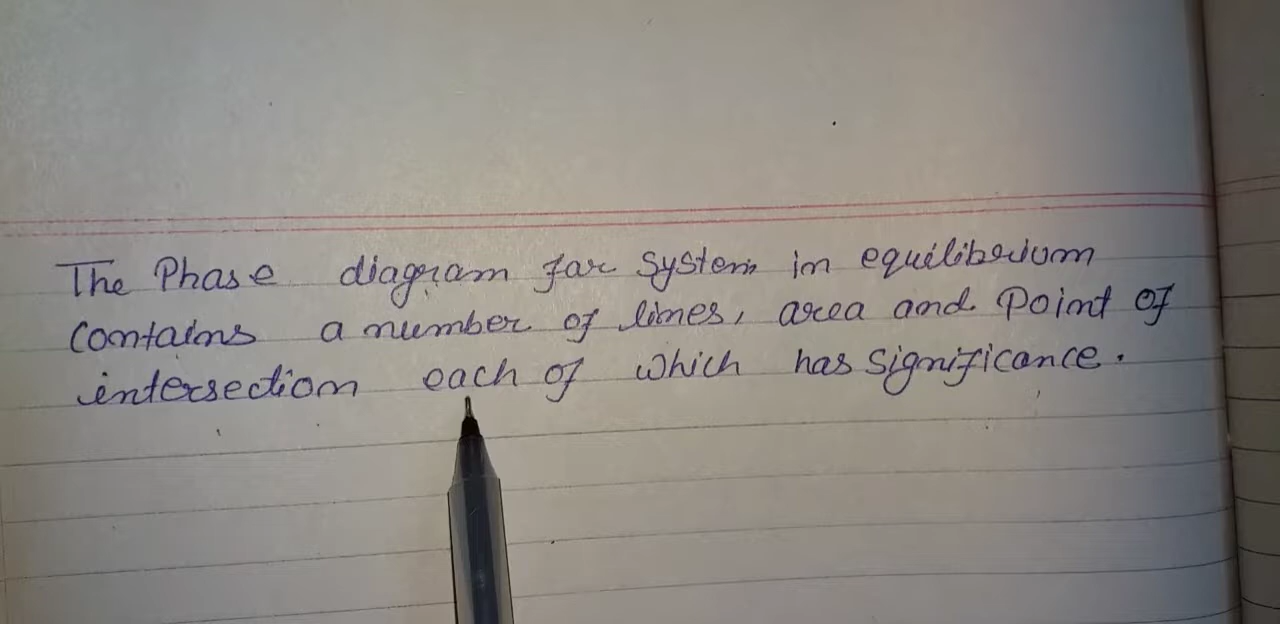 The Phase diagram for system in equilibrium
contains a number of lines, area and Point of
intersection each of which has significance.